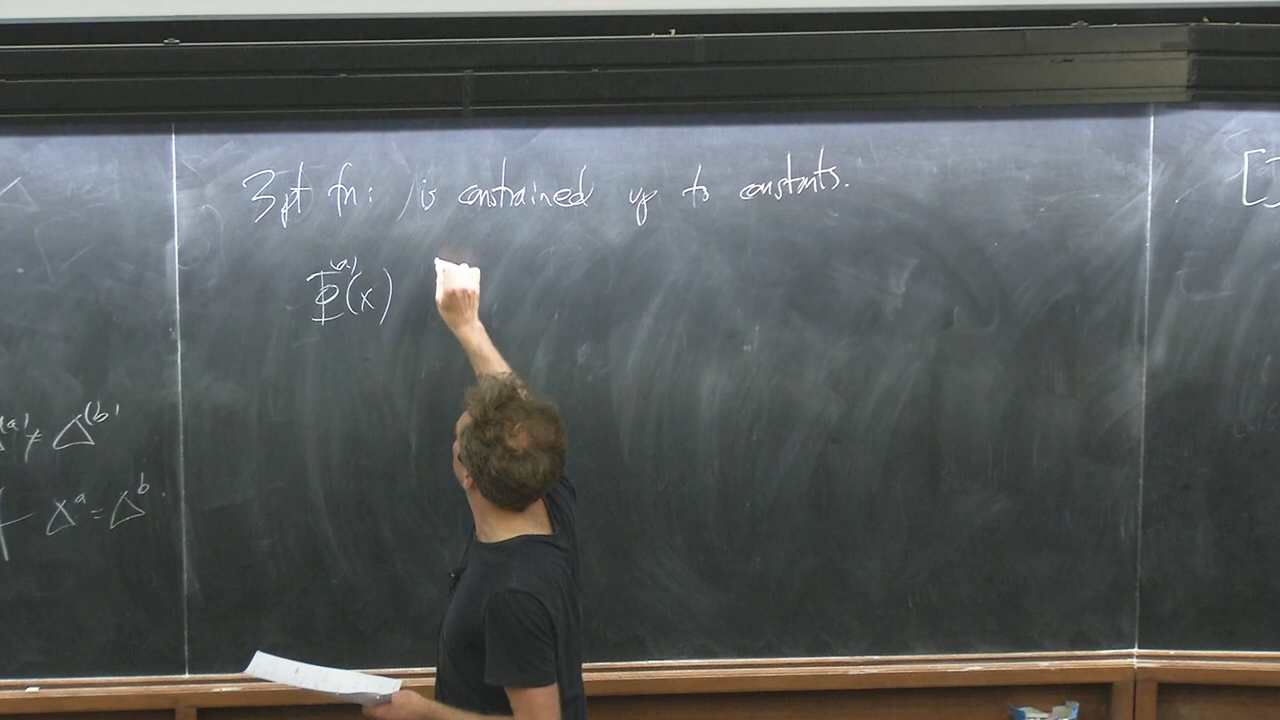 3pt fn: is constrained up to constants.
Φ^(a)(x)
≠ Δ^(b)
Δ^a = Δ^b
[